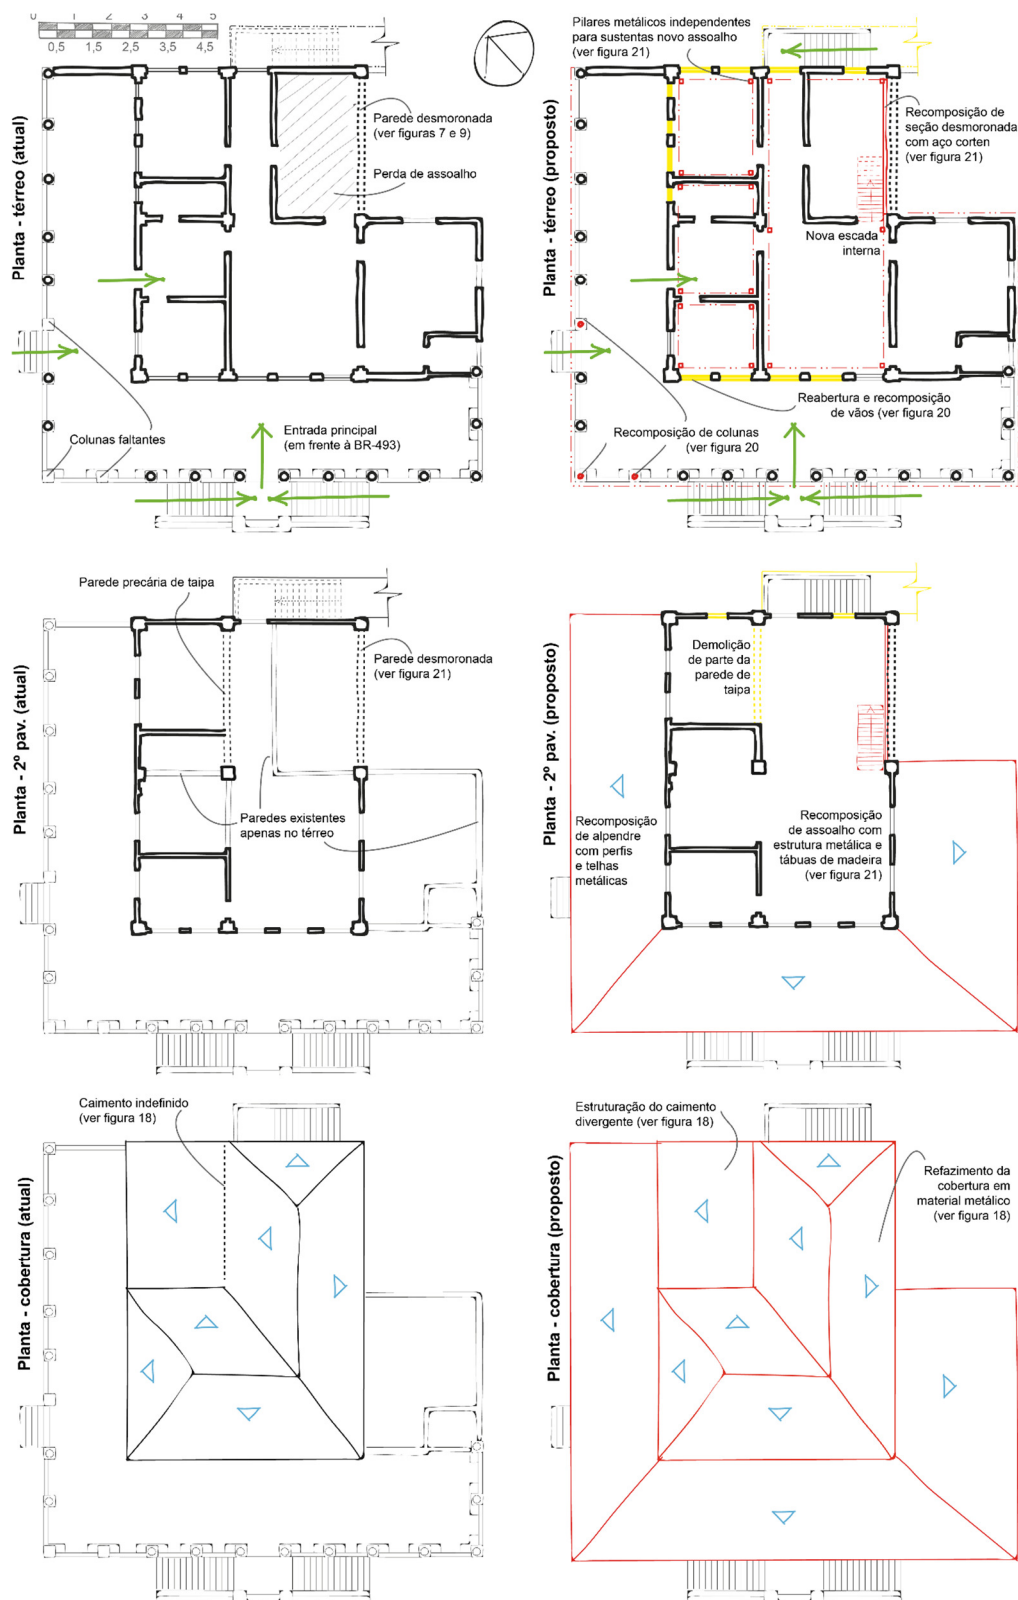 0 1 2 3 4 5
0,5 1,5 2,5 3,5 4,5
Planta - térreo (atual)
Parede desmoronada
(ver figuras 7 e 9)
Perda de assoalho
Colunas faltantes
Entrada principal
(em frente à BR-493)
Planta - térreo (proposto)
Pilares metálicos independentes
para sustentas novo assoalho
(ver figura 21)
Recomposição de
seção desmoronada
com aço corten
(ver figura 21)
Nova escada
interna
Reabertura e recomposição
de vãos (ver figura 20
Recomposição de colunas
(ver figura 20
Planta - 2º pav. (atual)
Parede precária de taipa
Parede desmoronada
(ver figura 21)
Paredes existentes
apenas no térreo
Planta - 2º pav. (proposto)
Demolição
de parte da
parede de
taipa
Recomposição
de alpendre
com perfis
e telhas
metálicas
Recomposição
de assoalho com
estrutura metálica e
tábuas de madeira
(ver figura 21)
Planta - cobertura (atual)
Caimento indefinido
(ver figura 18)
Planta - cobertura (proposto)
Estruturação do caimento
divergente (ver figura 18)
Refazimento da
cobertura em
material metálico
(ver figura 18)